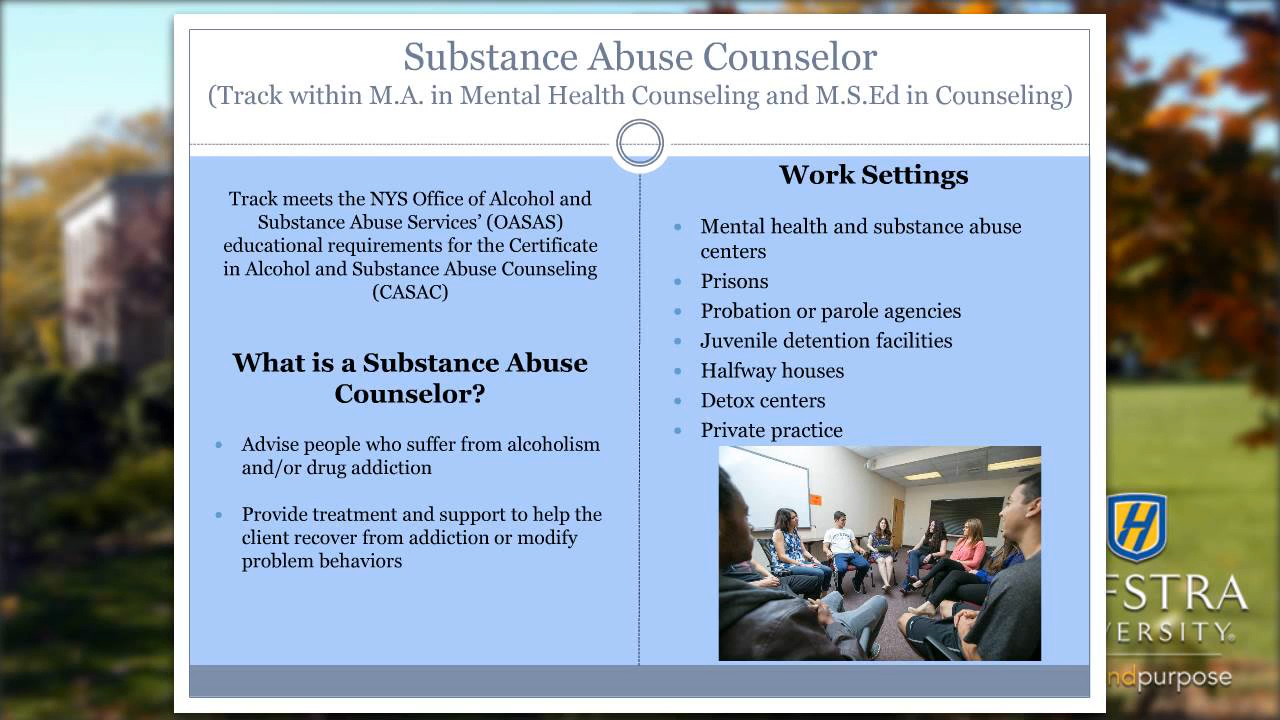 Substance Abuse Counselor
(Track within M.A. in Mental Health Counseling and M.S.Ed in Counseling)
Track meets the NYS Office of Alcohol and
Substance Abuse Services’ (OASAS)
educational requirements for the Certificate
in Alcohol and Substance Abuse Counseling
(CASAC)
What is a Substance Abuse
Counselor?
Advise people who suffer from alcoholism
and/or drug addiction
Provide treatment and support to help the
client recover from addiction or modify
problem behaviors
Work Settings
Mental health and substance abuse
centers
Prisons
Probation or parole agencies
Juvenile detention facilities
Halfway houses
Detox centers
Private practice
H
FSTRA
VERSITY®
ndpurpose